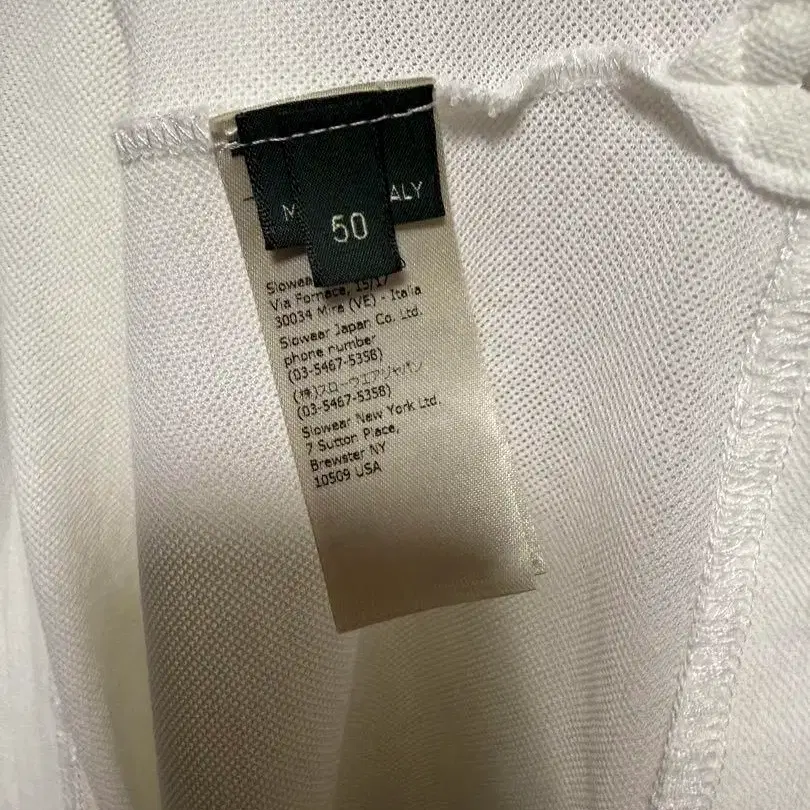 M ALY
50
Slowear
Via Fornace, 15/17
30034 Mira (VE) - Italia
Slowear Japan Co. Ltd.
phone number
(03-5467-5358)
(株)スローウエアジャパン
(03-5467-5358)
Slowear New York Ltd.
7 Sutton Place,
Brewster NY
10509 USA